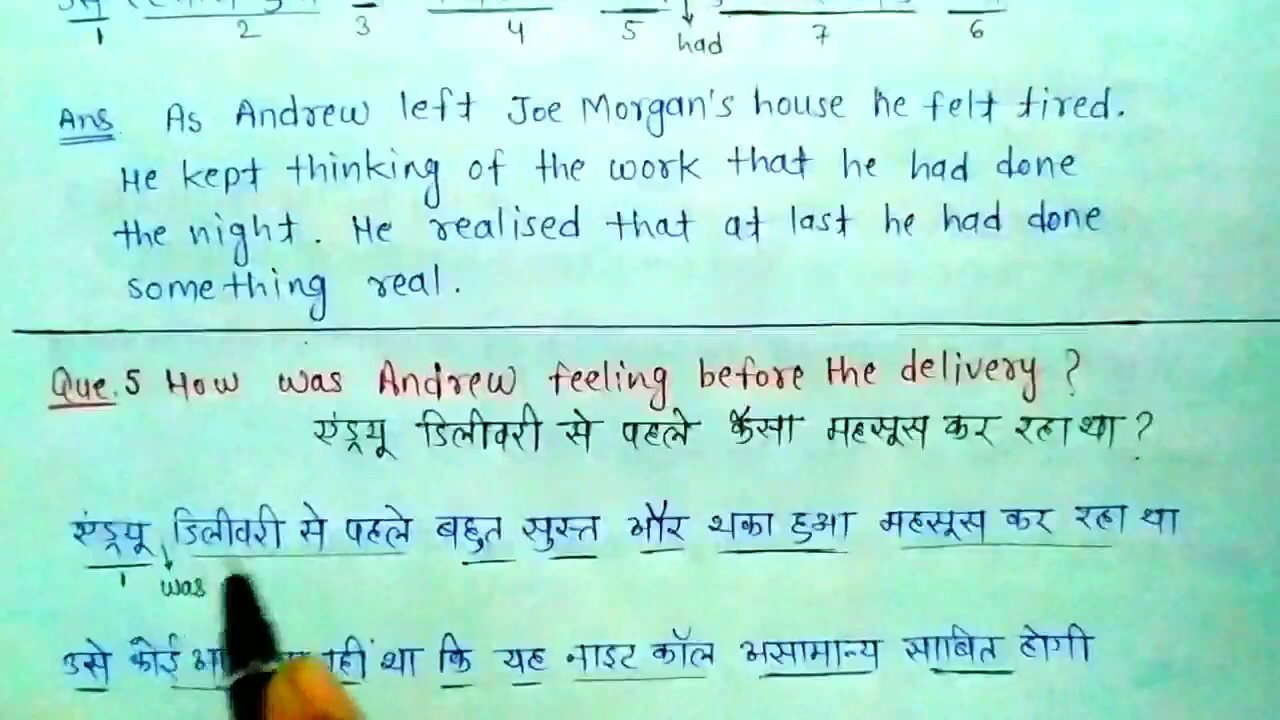 1 2 3 4 5 had 7 6
Ans. As Andrew left Joe Morgan's house he felt tired.
He kept thinking of the work that he had done
the night. He realised that at last he had done
something real.
Que. 5 How was Andrew feeling before the delivery ?
एंड्रयू डिलीवरी से पहले कैसा महसूस कर रहा था ?
एंड्रयू डिलीवरी से पहले बहुत सुस्त और थका हुआ महसूस कर रहा था
1 was
उसे कोई नहीं था कि यह नाइट कॉल असामान्य साबित होगी